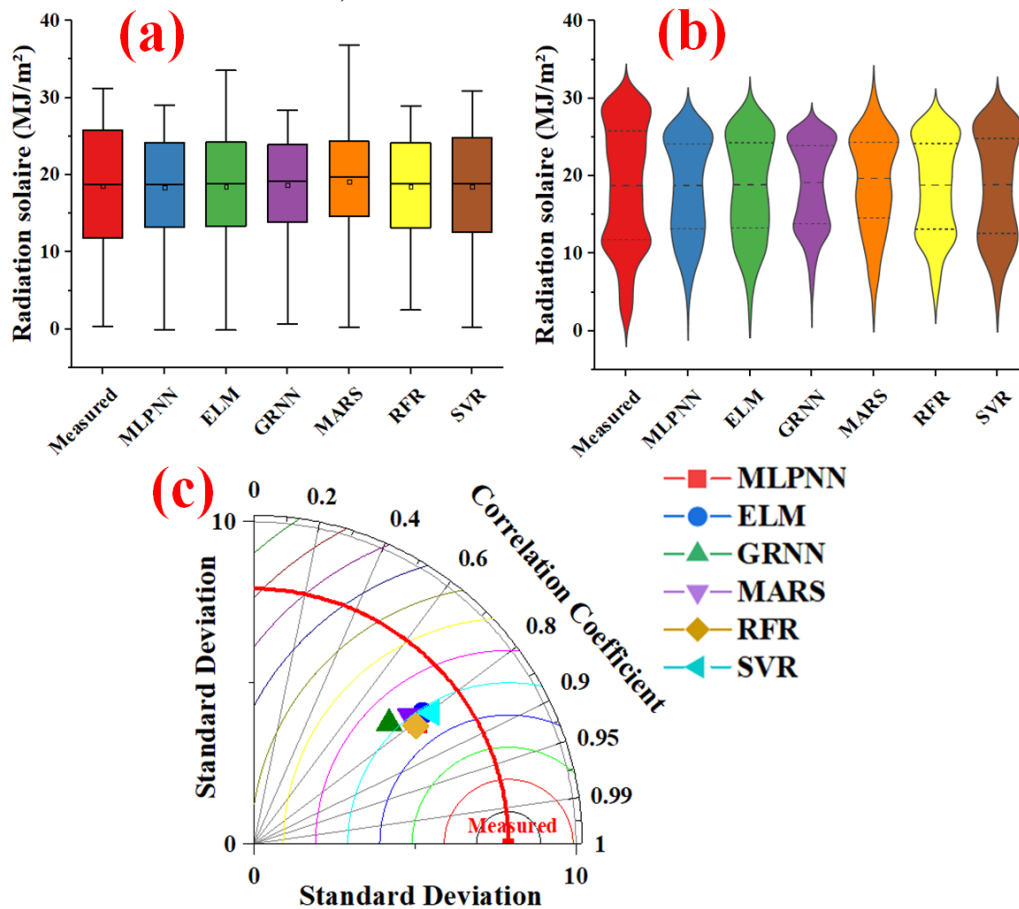 (a)
Radiation solaire (MJ/m²)
40
30
20
10
0
Measured
MLPNN
ELM
GRNN
MARS
RFR
SVR
(b)
Radiation solaire (MJ/m²)
40
30
20
10
0
Measured
MLPNN
ELM
GRNN
MARS
RFR
SVR
(c)
Standard Deviation
10
0
0
0.2
0.4
0.6
0.8
0.9
0.95
0.99
1
Correlation Coefficient
Measured
0
10
Standard Deviation
MLPNN
ELM
GRNN
MARS
RFR
SVR